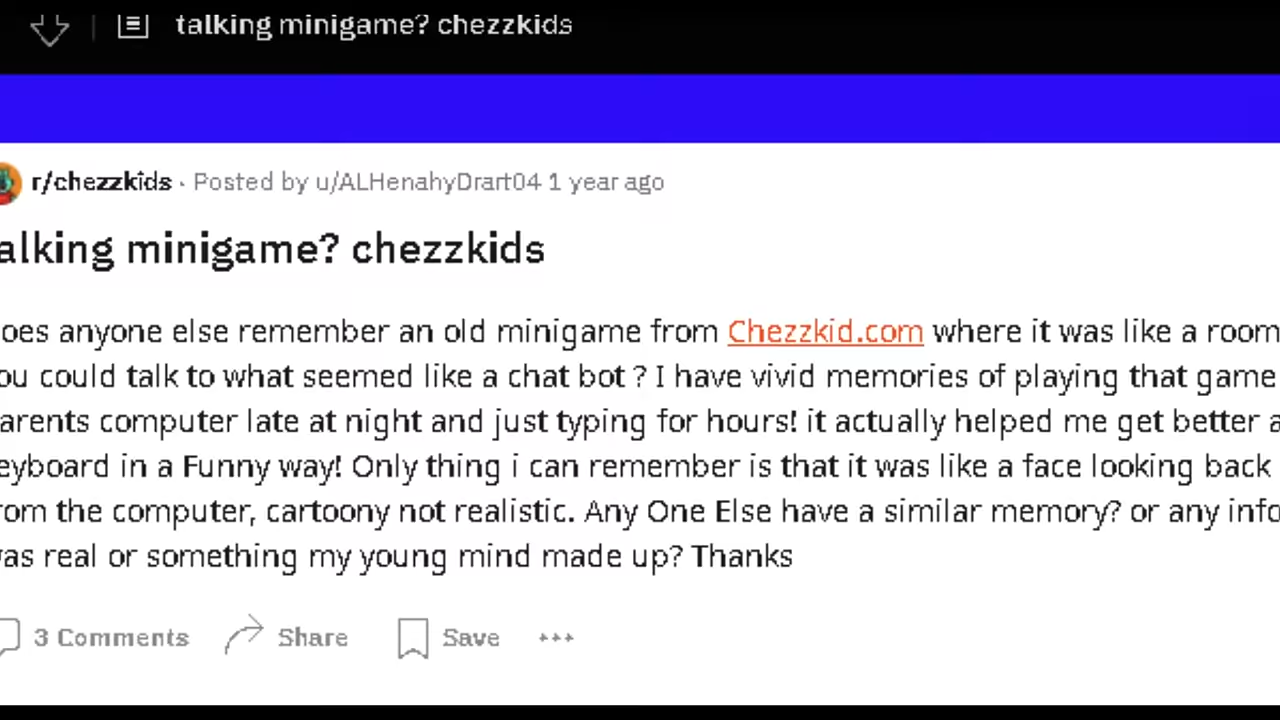 talking minigame? chezzkids
r/chezzkids · Posted by u/ALHenahyDrart04 1 year ago
alking minigame? chezzkids
oes anyone else remember an old minigame from Chezzkid.com where it was like a room
ou could talk to what seemed like a chat bot ? I have vivid memories of playing that game
arents computer late at night and just typing for hours! it actually helped me get better a
eyboard in a Funny way! Only thing i can remember is that it was like a face looking back
rom the computer, cartoony not realistic. Any One Else have a similar memory? or any info
as real or something my young mind made up? Thanks
3 Comments Share Save